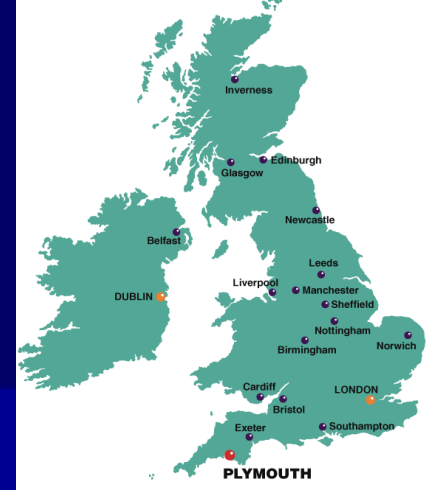 Inverness
Edinburgh
Glasgow
Newcastle
Belfast
Leeds
Liverpool
Manchester
DUBLIN
Sheffield
Nottingham
Norwich
Birmingham
Cardiff
LONDON
Bristol
Exeter
Southampton
PLYMOUTH